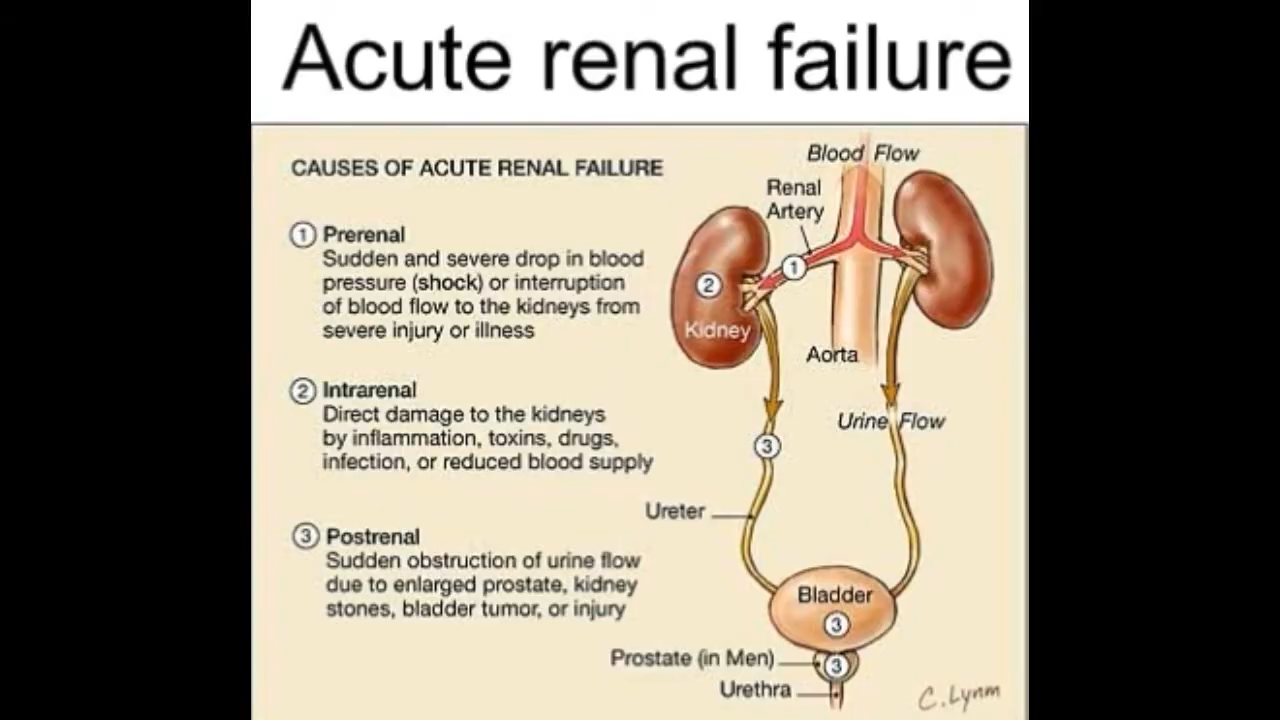 Acute renal failure
CAUSES OF ACUTE RENAL FAILURE
1 Prerenal
Sudden and severe drop in blood
pressure (shock) or interruption
of blood flow to the kidneys from
severe injury or illness
2 Intrarenal
Direct damage to the kidneys
by inflammation, toxins, drugs,
infection, or reduced blood supply
3 Postrenal
Sudden obstruction of urine flow
due to enlarged prostate, kidney
stones, bladder tumor, or injury
Blood Flow
Renal
Artery
1
2
Kidney
Aorta
Urine Flow
3
Ureter
Bladder
3
Prostate (in Men)
3
Urethra
C. Lynm